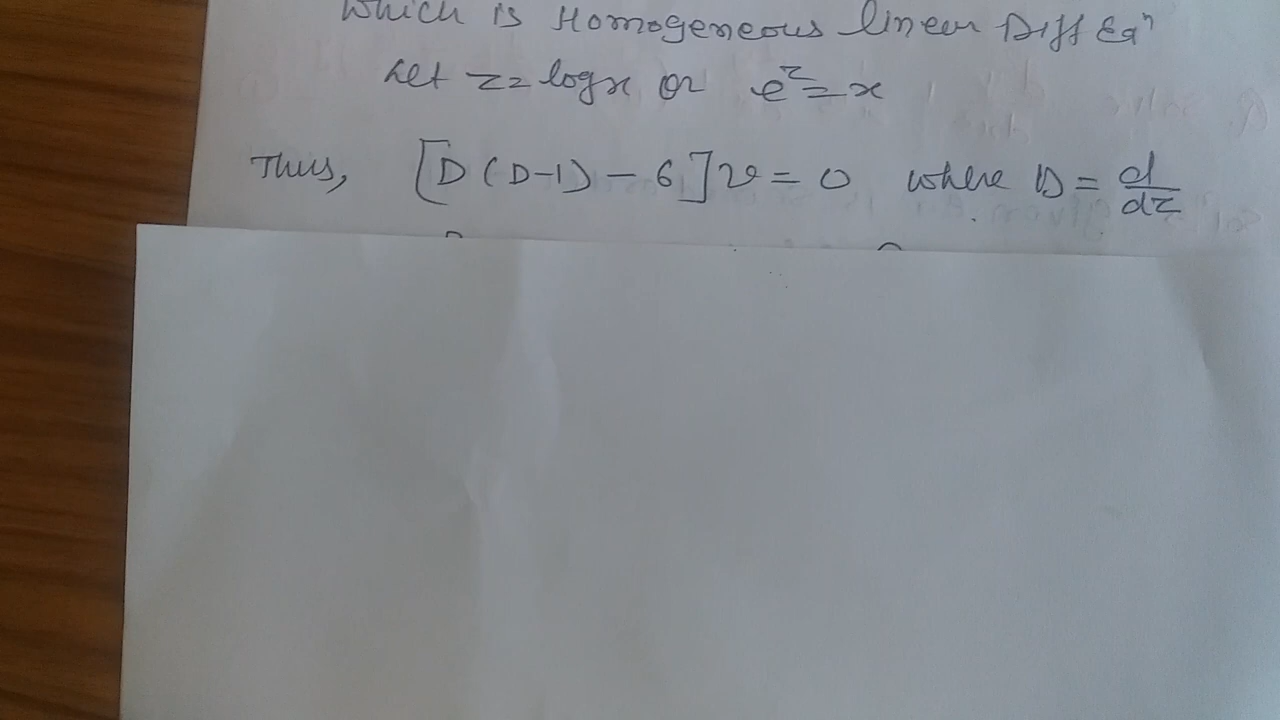 Which is Homogeneous linear Diff Eqⁿ
Let z = log x or e^z = x
Thus, [D(D-1) - 6] v = 0 where D = d/dz